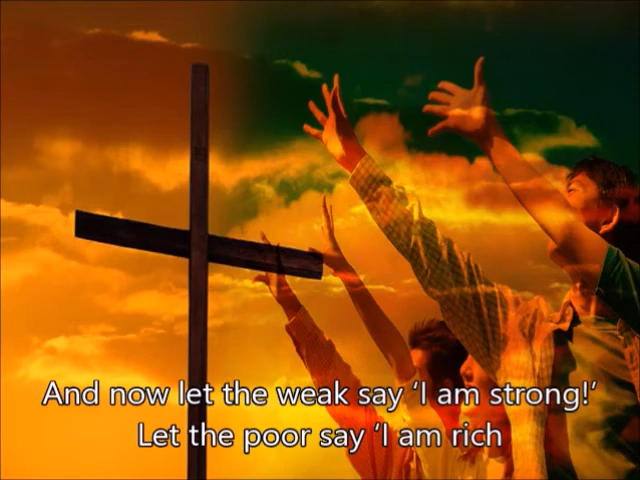 And now let the weak say ‘I am strong!’
Let the poor say ‘I am rich